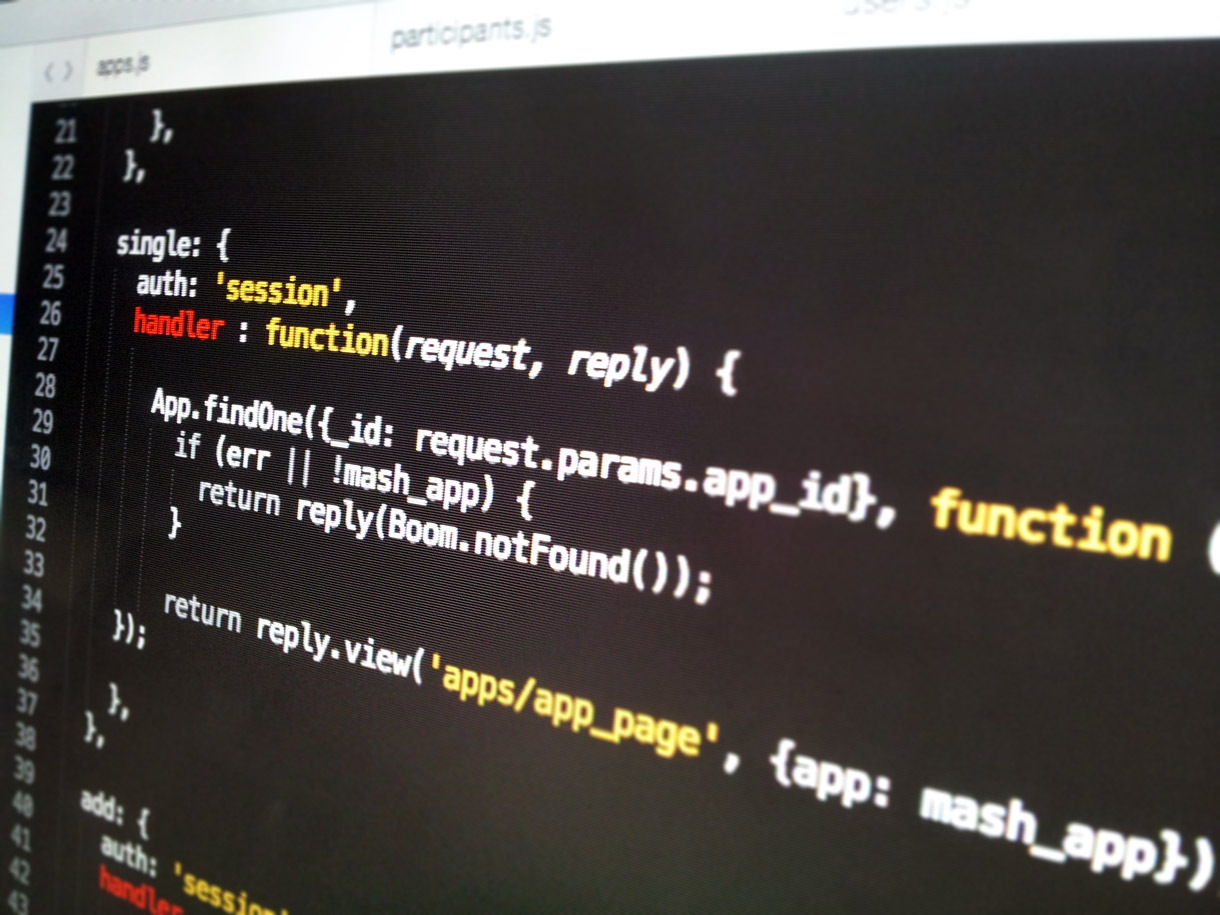 participants.js
users.js
< > apps.js
21 },
22 },
23
24 single: {
25 auth: 'session',
26 handler : function(request, reply) {
27
28 App.findOne({_id: request.params.app_id}, function (
29 if (err || !mash_app) {
30 return reply(Boom.notFound());
31 }
32
33 return reply.view('apps/app_page', {app: mash_app})
34 });
35
36 },
37 },
38
39 add: {
40 auth: 'session'
41 handler
42
43